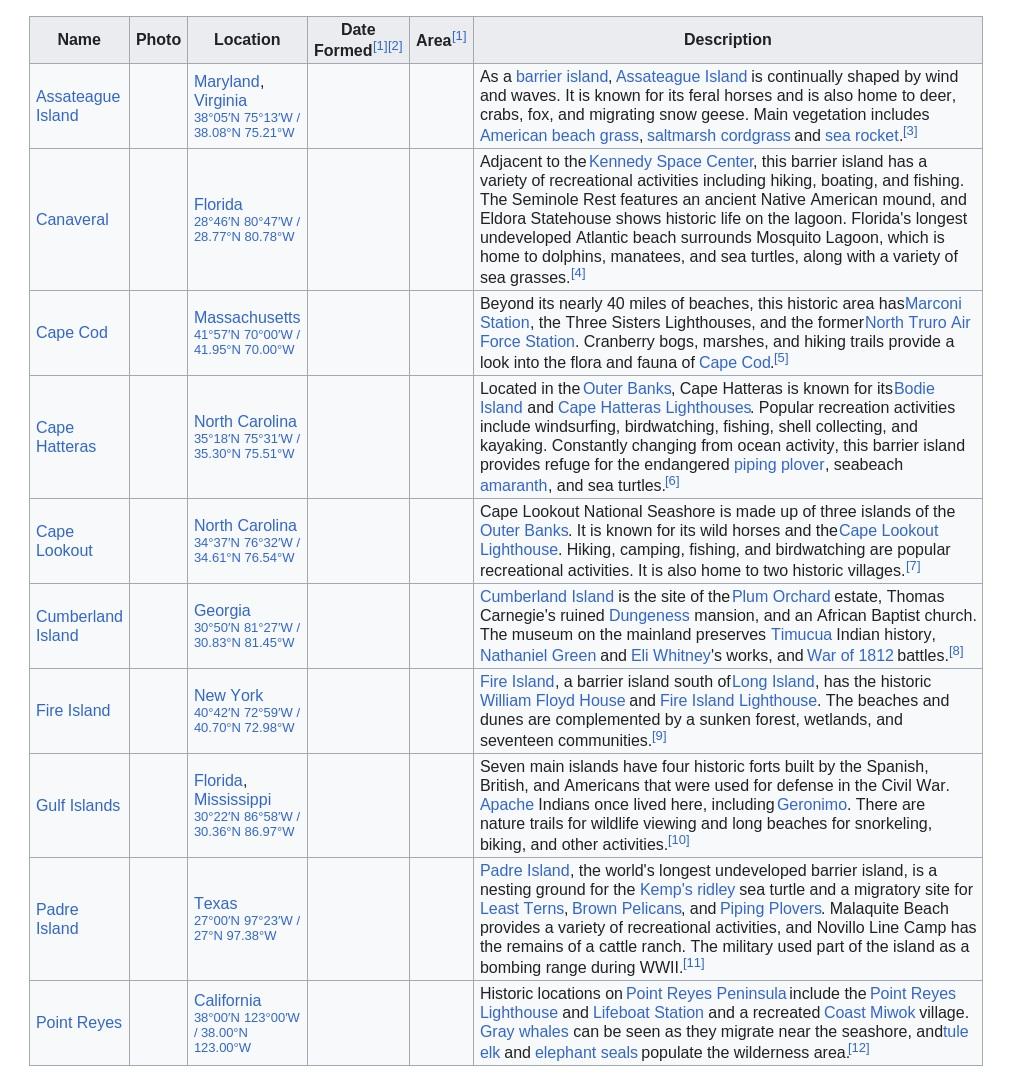 Name Photo Location Date Formed[1][2] Area[1] Description
Assateague Island
Maryland, Virginia
38°05′N 75°13′W /
38.08°N 75.21°W
As a barrier island, Assateague Island is continually shaped by wind
and waves. It is known for its feral horses and is also home to deer,
crabs, fox, and migrating snow geese. Main vegetation includes
American beach grass, saltmarsh cordgrass and sea rocket.[3]
Canaveral
Florida
28°46′N 80°47′W /
28.77°N 80.78°W
Adjacent to the Kennedy Space Center, this barrier island has a
variety of recreational activities including hiking, boating, and fishing.
The Seminole Rest features an ancient Native American mound, and
Eldora Statehouse shows historic life on the lagoon. Florida's longest
undeveloped Atlantic beach surrounds Mosquito Lagoon, which is
home to dolphins, manatees, and sea turtles, along with a variety of
sea grasses.[4]
Cape Cod
Massachusetts
41°57′N 70°00′W /
41.95°N 70.00°W
Beyond its nearly 40 miles of beaches, this historic area has Marconi
Station, the Three Sisters Lighthouses, and the former North Truro Air
Force Station. Cranberry bogs, marshes, and hiking trails provide a
look into the flora and fauna of Cape Cod.[5]
Cape
Hatteras
North Carolina
35°18′N 75°31′W /
35.30°N 75.51°W
Located in the Outer Banks, Cape Hatteras is known for its Bodie
Island and Cape Hatteras Lighthouses. Popular recreation activities
include windsurfing, birdwatching, fishing, shell collecting, and
kayaking. Constantly changing from ocean activity, this barrier island
provides refuge for the endangered piping plover, seabeach
amaranth, and sea turtles.[6]
Cape
Lookout
North Carolina
34°37′N 76°32′W /
34.61°N 76.54°W
Cape Lookout National Seashore is made up of three islands of the
Outer Banks. It is known for its wild horses and the Cape Lookout
Lighthouse. Hiking, camping, fishing, and birdwatching are popular
recreational activities. It is also home to two historic villages.[7]
Cumberland
Island
Georgia
30°50′N 81°27′W /
30.83°N 81.45°W
Cumberland Island is the site of the Plum Orchard estate, Thomas
Carnegie's ruined Dungeness mansion, and an African Baptist church.
The museum on the mainland preserves Timucua Indian history,
Nathaniel Green and Eli Whitney's works, and War of 1812 battles.[8]
Fire Island
New York
40°42′N 72°59′W /
40.70°N 72.98°W
Fire Island, a barrier island south of Long Island, has the historic
William Floyd House and Fire Island Lighthouse. The beaches and
dunes are complemented by a sunken forest, wetlands, and
seventeen communities.[9]
Gulf Islands
Florida,
Mississippi
30°22′N 86°58′W /
30.36°N 86.97°W
Seven main islands have four historic forts built by the Spanish,
British, and Americans that were used for defense in the Civil War.
Apache Indians once lived here, including Geronimo. There are
nature trails for wildlife viewing and long beaches for snorkeling,
biking, and other activities.[10]
Padre
Island
Texas
27°00′N 97°23′W /
27°N 97.38°W
Padre Island, the world's longest undeveloped barrier island, is a
nesting ground for the Kemp's ridley sea turtle and a migratory site for
Least Terns, Brown Pelicans, and Piping Plovers. Malaquite Beach
provides a variety of recreational activities, and Novillo Line Camp has
the remains of a cattle ranch. The military used part of the island as a
bombing range during WWII.[11]
Point Reyes
California
38°00′N 123°00′W
/ 38.00°N
123.00°W
Historic locations on Point Reyes Peninsula include the Point Reyes
Lighthouse and Lifeboat Station and a recreated Coast Miwok village.
Gray whales can be seen as they migrate near the seashore, and tule
elk and elephant seals populate the wilderness area.[12]